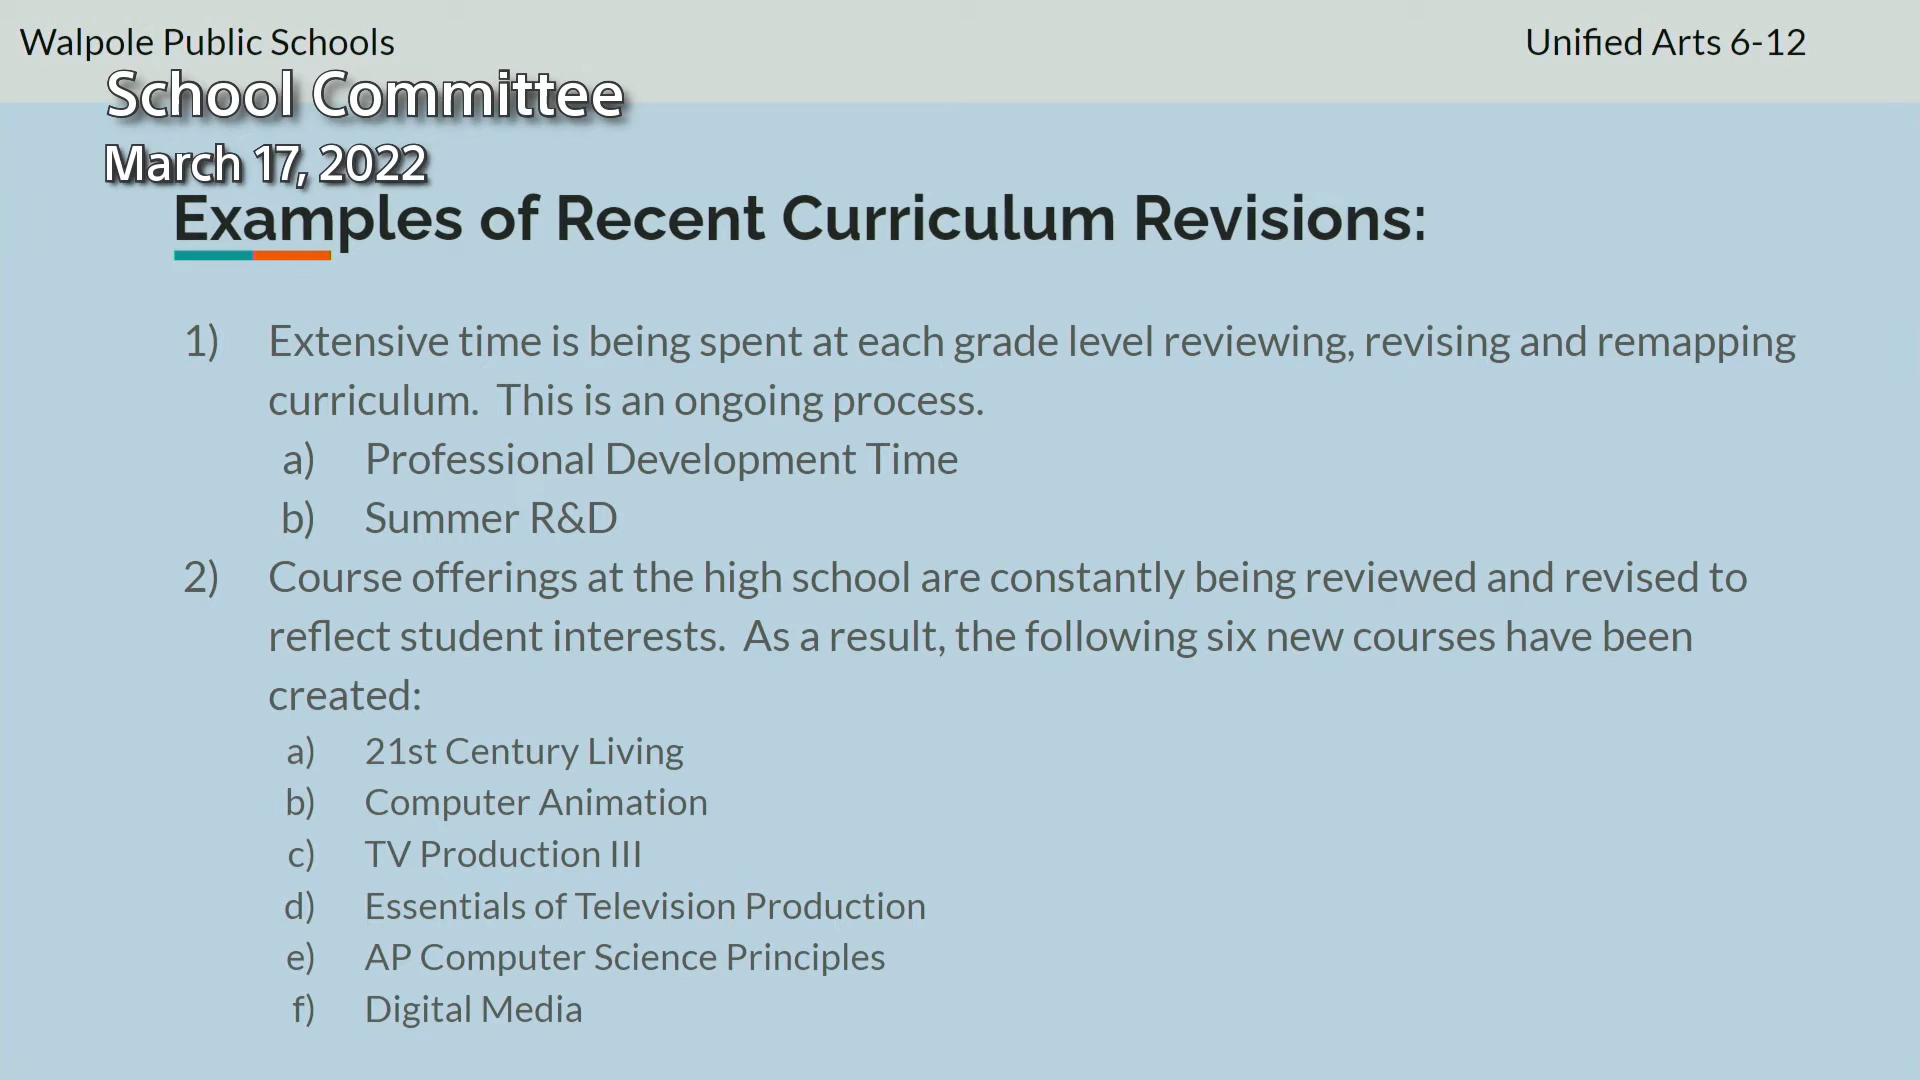 Walpole Public Schools
Unified Arts 6-12
School Committee
March 17, 2022
Examples of Recent Curriculum Revisions:
1) Extensive time is being spent at each grade level reviewing, revising and remapping
curriculum. This is an ongoing process.
a) Professional Development Time
b) Summer R&D
2) Course offerings at the high school are constantly being reviewed and revised to
reflect student interests. As a result, the following six new courses have been
created:
a) 21st Century Living
b) Computer Animation
c) TV Production III
d) Essentials of Television Production
e) AP Computer Science Principles
f) Digital Media